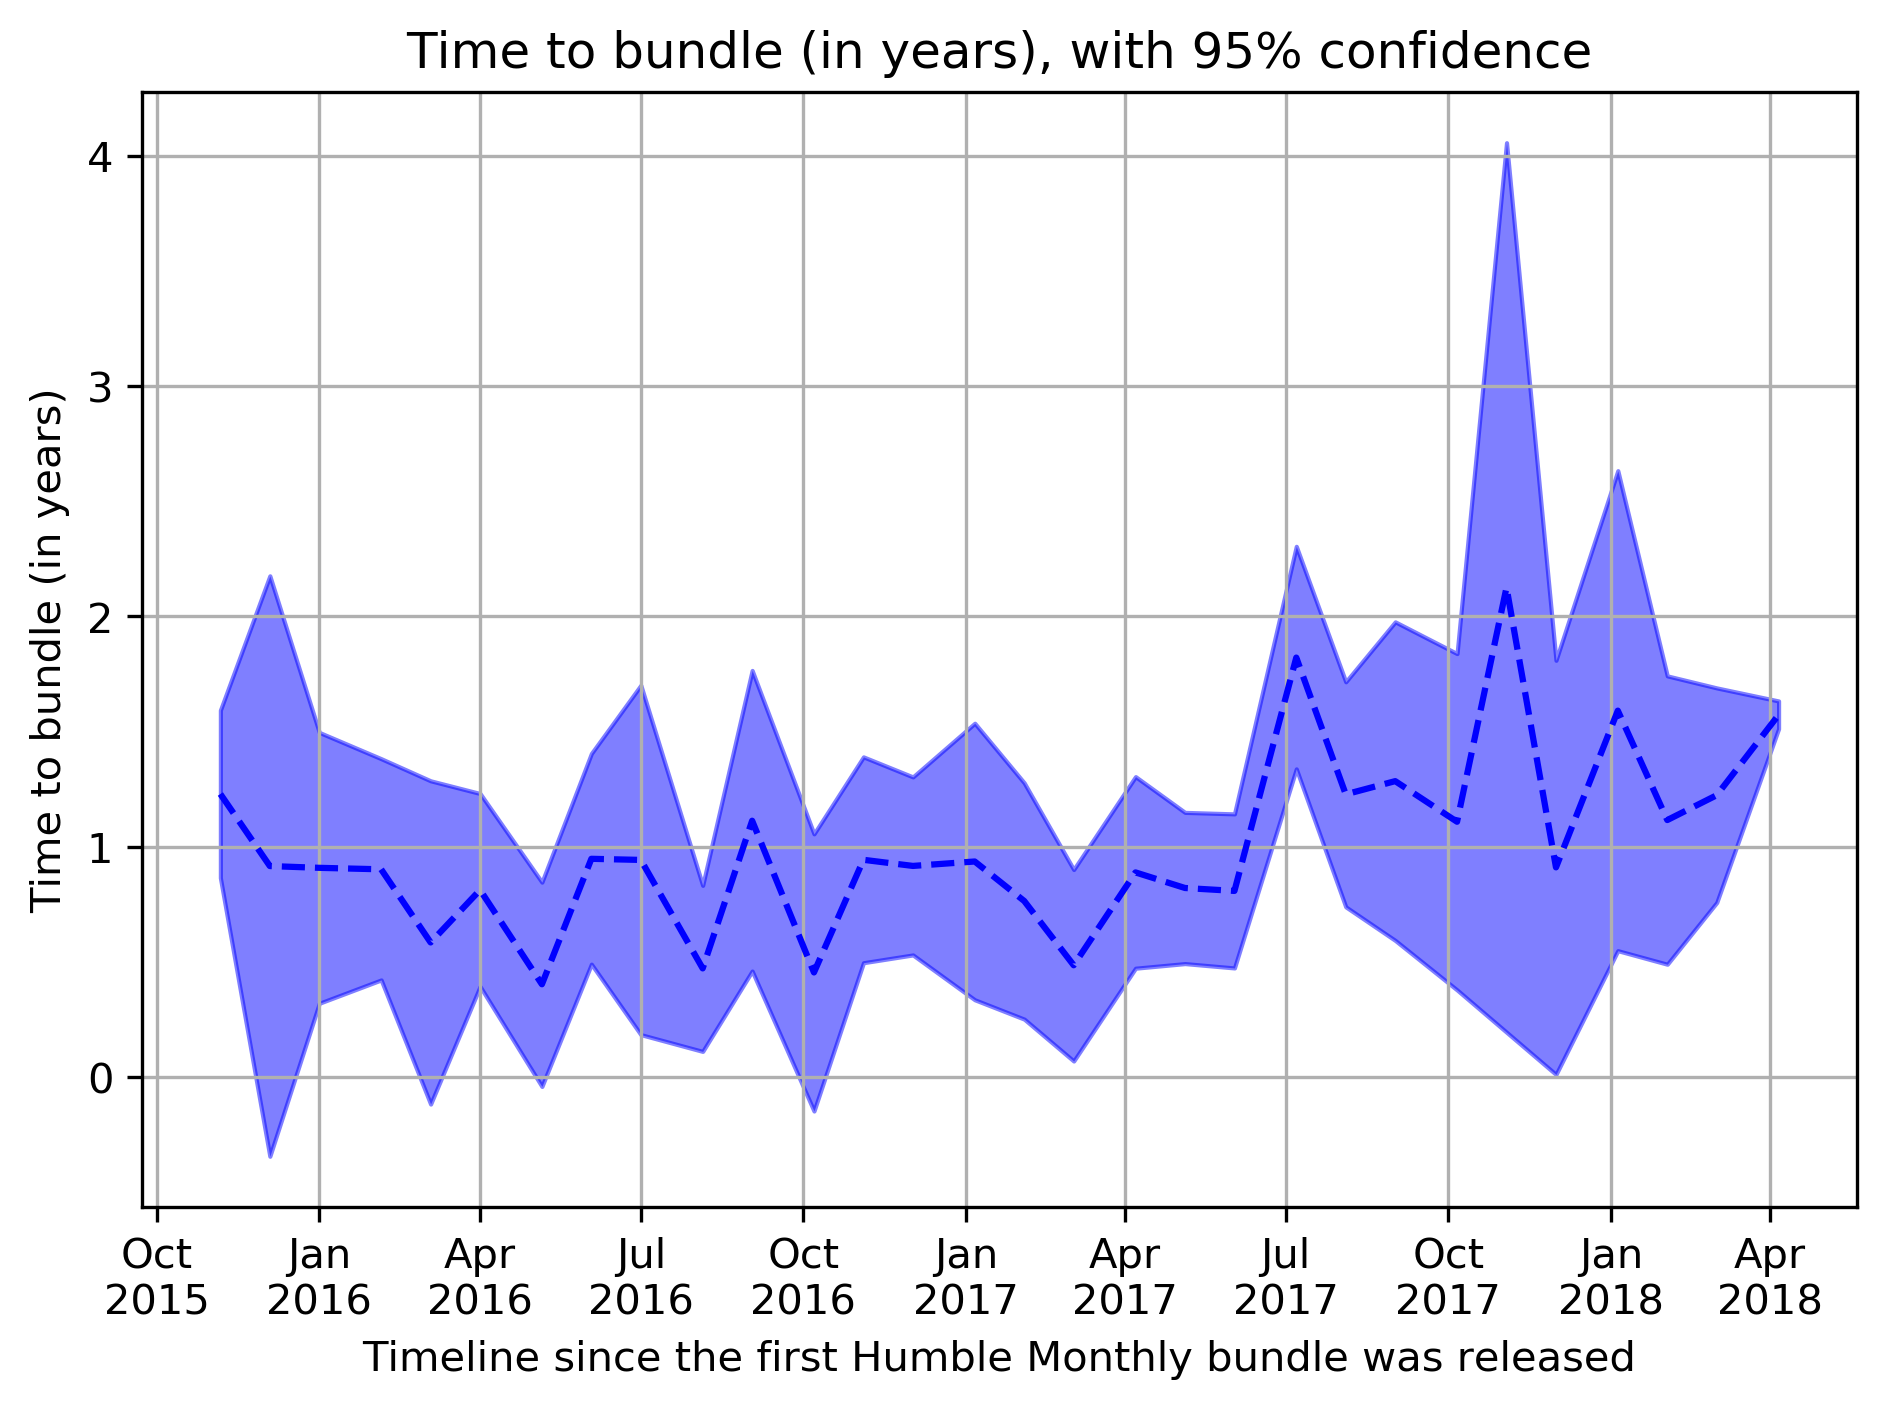 Time to bundle (in years), with 95% confidence
Time to bundle (in years)
4
3
2
1
0
Oct Jan Apr Jul Oct Jan Apr Jul Oct Jan Apr
2015 2016 2016 2016 2016 2017 2017 2017 2017 2018 2018
Timeline since the first Humble Monthly bundle was released